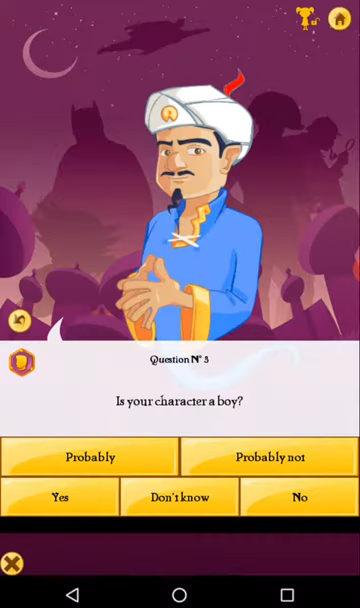 Question N° 3
Is your character a boy?
Probably
Probably not
Yes
Don't know
No